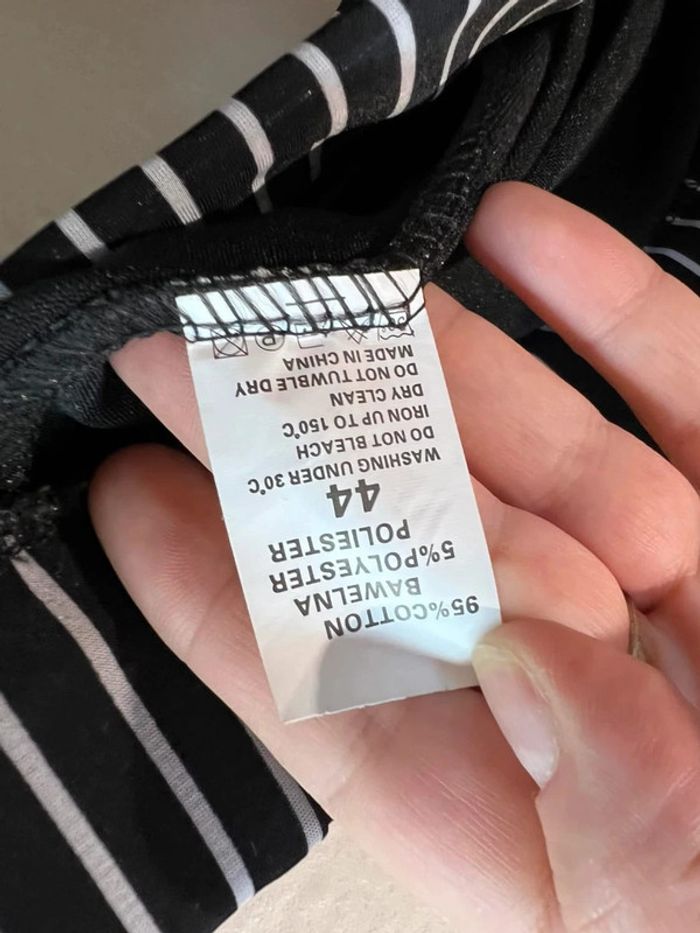 95%COTTON
BAWELNA
5%POLYESTER
POLIESTER
44
WASHING UNDER 30°C
DO NOT BLEACH
IRON UP TO 150°C
DRY CLEAN
DO NOT TUWBLE DRY
MADE IN CHINA